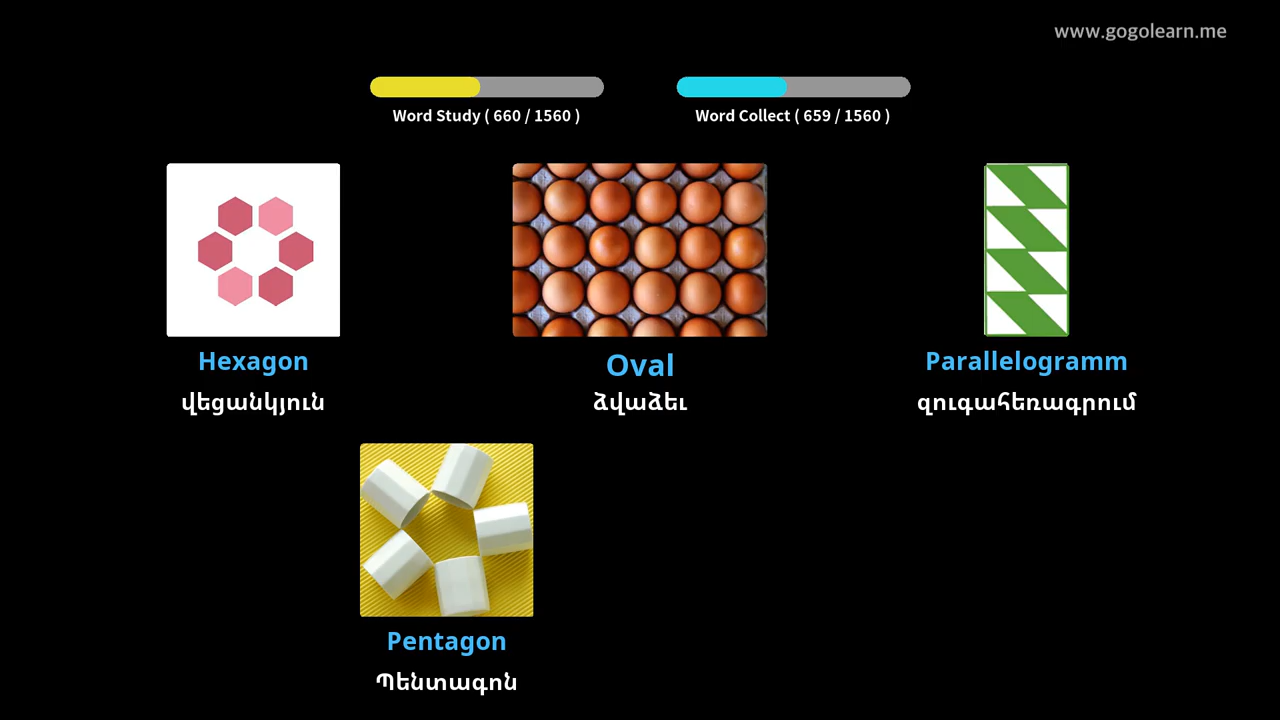 www.gogolearn.me
Word Study ( 660 / 1560 )
Word Collect ( 659 / 1560 )
Hexagon
վեցանկյուն
Oval
ձվաձեւ
Parallelogramm
զուգահեռագրում
Pentagon
Պենտագոն